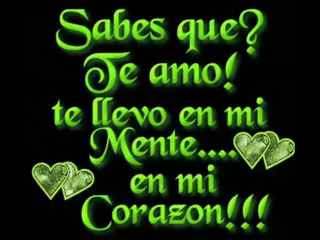 Sabes que?
Te amo!
te llevo en mi
Mente....
en mi
Corazon!!!